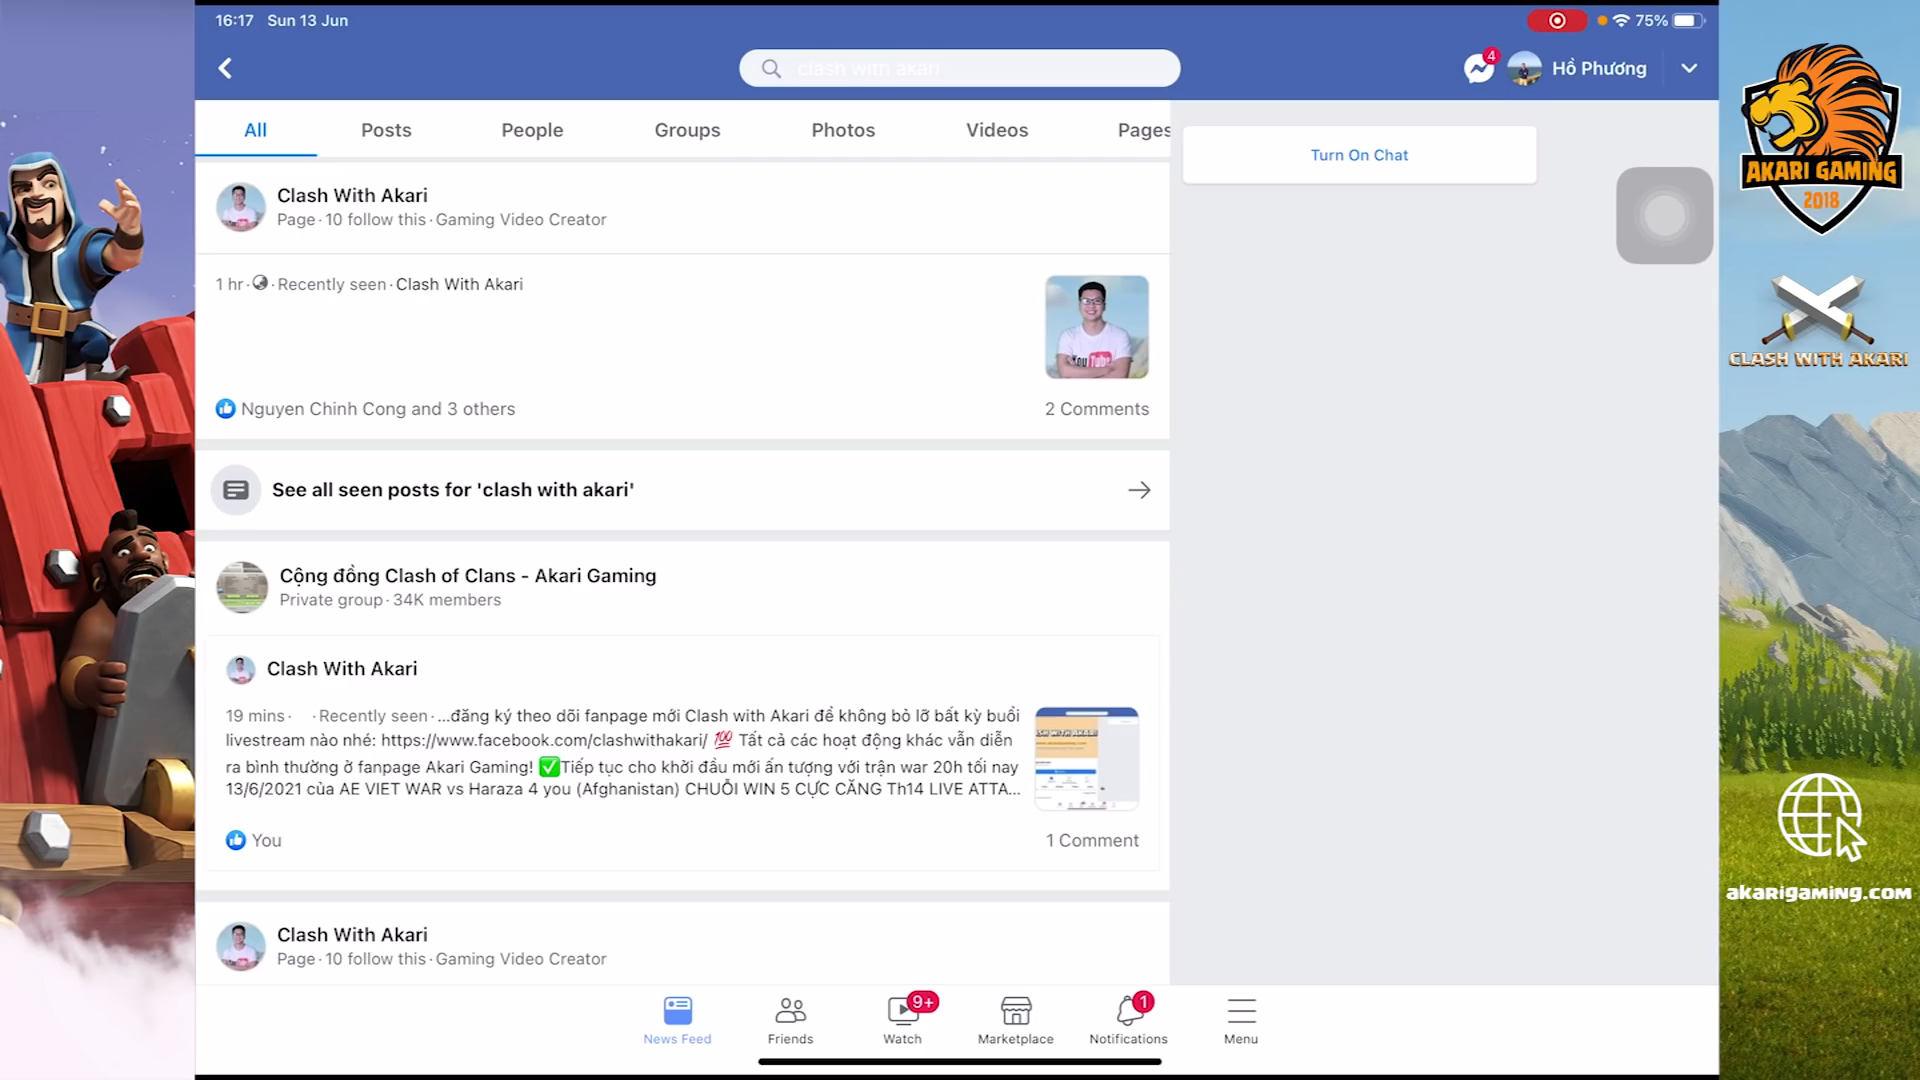 16:17 Sun 13 Jun
75%
clash with akari
4
Hồ Phương
All
Posts
People
Groups
Photos
Videos
Pages
Turn On Chat
Clash With Akari
Page · 10 follow this · Gaming Video Creator
1 hr · · Recently seen · Clash With Akari
You Tube
Nguyen Chinh Cong and 3 others
2 Comments
See all seen posts for 'clash with akari'
Cộng đồng Clash of Clans - Akari Gaming
Private group · 34K members
Clash With Akari
19 mins · · Recently seen · ...đăng ký theo dõi fanpage mới Clash with Akari để không bỏ lỡ bất kỳ buổi
livestream nào nhé: https://www.facebook.com/clashwithakari/ 💯 Tất cả các hoạt động khác vẫn diễn
ra bình thường ở fanpage Akari Gaming! ✅Tiếp tục cho khởi đầu mới ấn tượng với trận war 20h tối nay
13/6/2021 của AE VIET WAR vs Haraza 4 you (Afghanistan) CHUỖI WIN 5 CỰC CĂNG Th14 LIVE ATTA...
You
1 Comment
Clash With Akari
Page · 10 follow this · Gaming Video Creator
News Feed
Friends
9+
Watch
Marketplace
1
Notifications
Menu
AKARI GAMING
2018
CLASH WITH AKARI
akarigaming.com